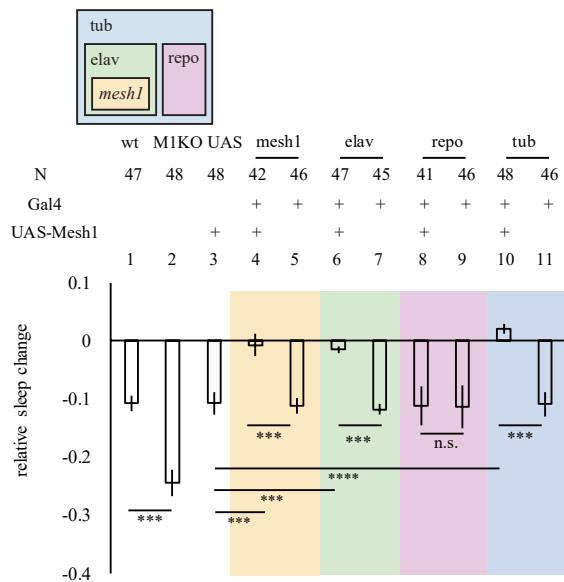 tub
elav repo
mesh1
wt M1KO UAS mesh1 elav repo tub
N 47 48 48 42 46 47 45 41 46 48 46
Gal4 + + + + + + + +
UAS-Mesh1 + + + + +
1 2 3 4 5 6 7 8 9 10 11
0.1
0
-0.1
-0.2
-0.3
-0.4
relative sleep change
*** *** n.s. ***
****
***
*** ***